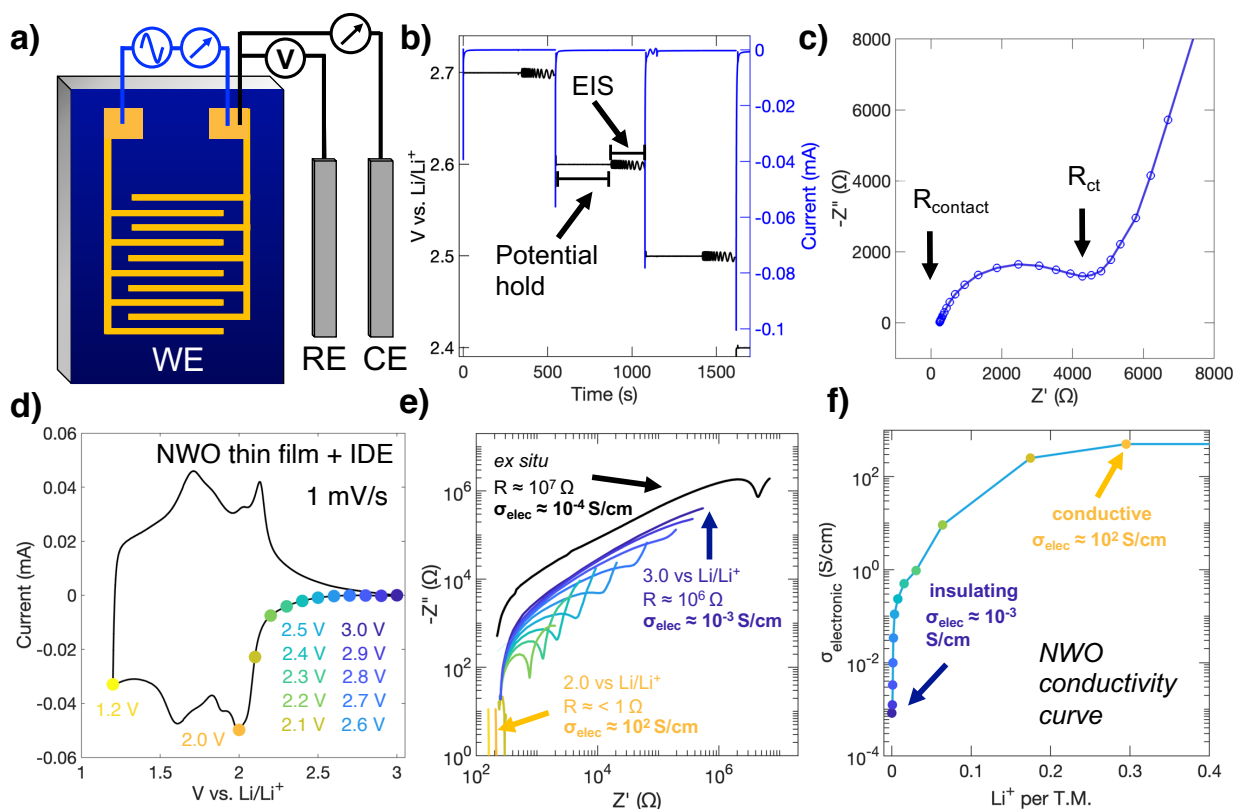 a)
V
WE
RE
CE
b)
V vs. Li/Li⁺
2.7
2.6
2.5
2.4
EIS
Potential
hold
0
-0.02
-0.04
-0.06
-0.08
-0.1
Current (mA)
0
500
1000
1500
Time (s)
c)
-Z" (Ω)
8000
6000
4000
2000
0
R_contact
R_ct
0
2000
4000
6000
8000
Z' (Ω)
d)
Current (mA)
0.06
0.04
0.02
0
-0.02
-0.04
-0.06
NWO thin film + IDE
1 mV/s
2.5 V
3.0 V
2.4 V
2.9 V
2.3 V
2.8 V
2.2 V
2.7 V
2.1 V
2.6 V
1.2 V
2.0 V
1
1.5
2
2.5
3
V vs. Li/Li⁺
e)
-Z" (Ω)
10⁶
10⁴
10²
10⁰
ex situ
R ≈ 10⁷ Ω
σelec ≈ 10⁻⁴ S/cm
3.0 vs Li/Li⁺
R ≈ 10⁶ Ω
σelec ≈ 10⁻³ S/cm
2.0 vs Li/Li⁺
R ≈ < 1 Ω
σelec ≈ 10² S/cm
10²
10⁴
10⁶
Z' (Ω)
f)
σelectronic (S/cm)
10²
10⁰
10⁻²
10⁻⁴
conductive
σelec ≈ 10² S/cm
insulating
σelec ≈ 10⁻³
S/cm
NWO
conductivity
curve
0
0.1
0.2
0.3
0.4
Li⁺ per T.M.